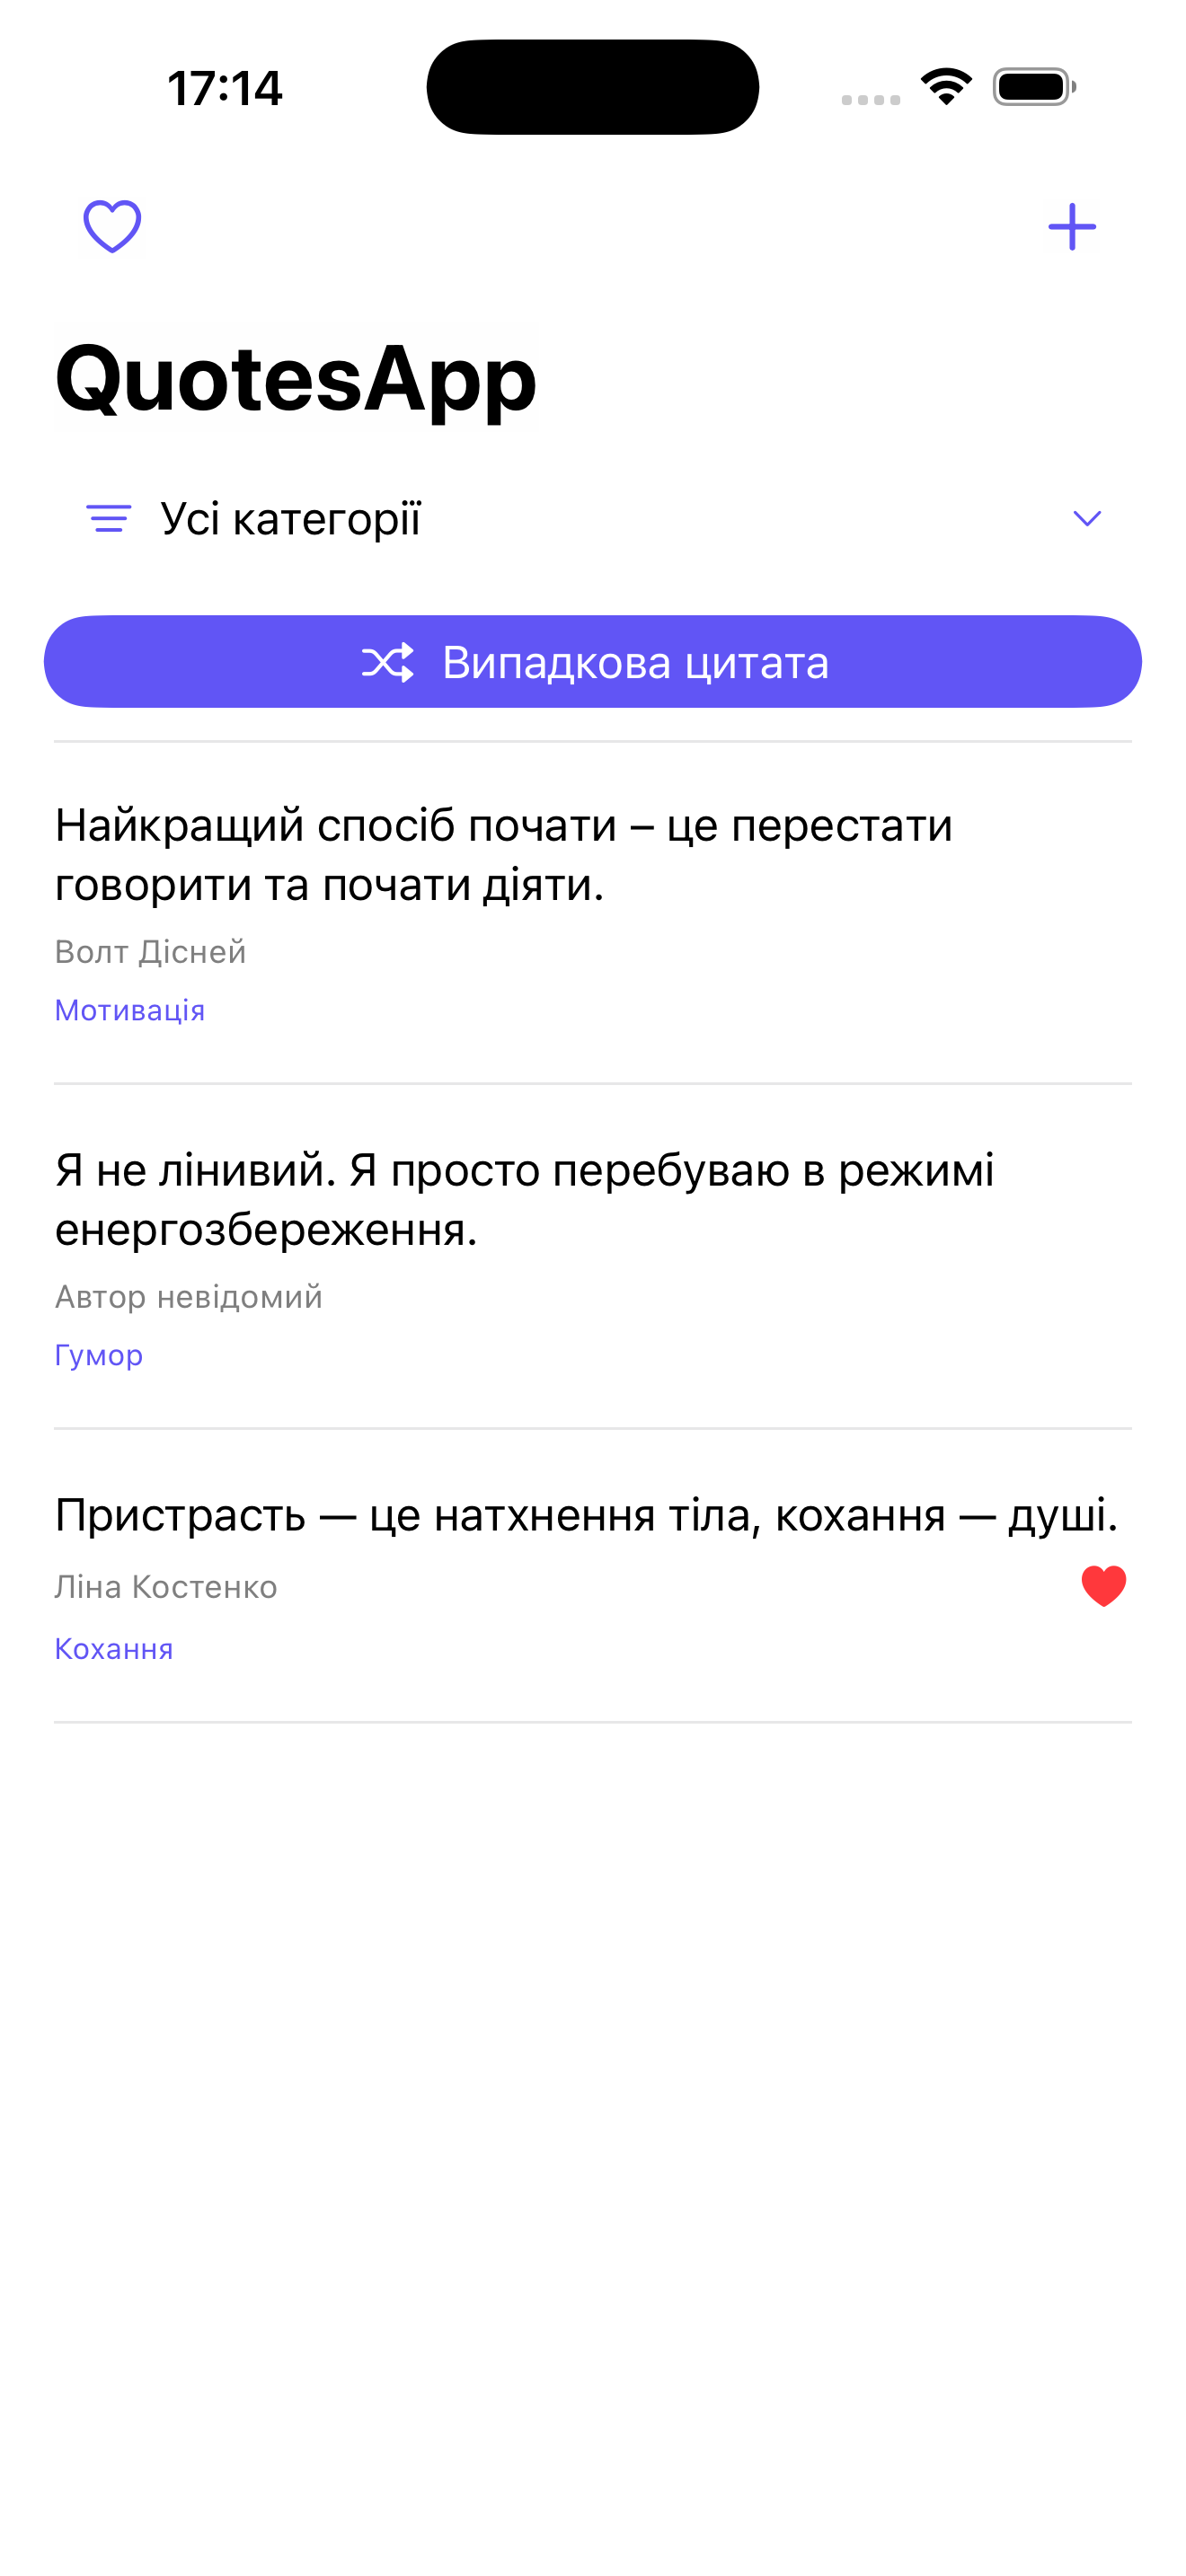 17:14
QuotesApp
Усі категорії
Випадкова цитата
Найкращий спосіб почати – це перестати
говорити та почати діяти.
Волт Дісней
Мотивація
Я не лінивий. Я просто перебуваю в режимі
енергозбереження.
Автор невідомий
Гумор
Пристрасть — це натхнення тіла, кохання — душі.
Ліна Костенко
Кохання